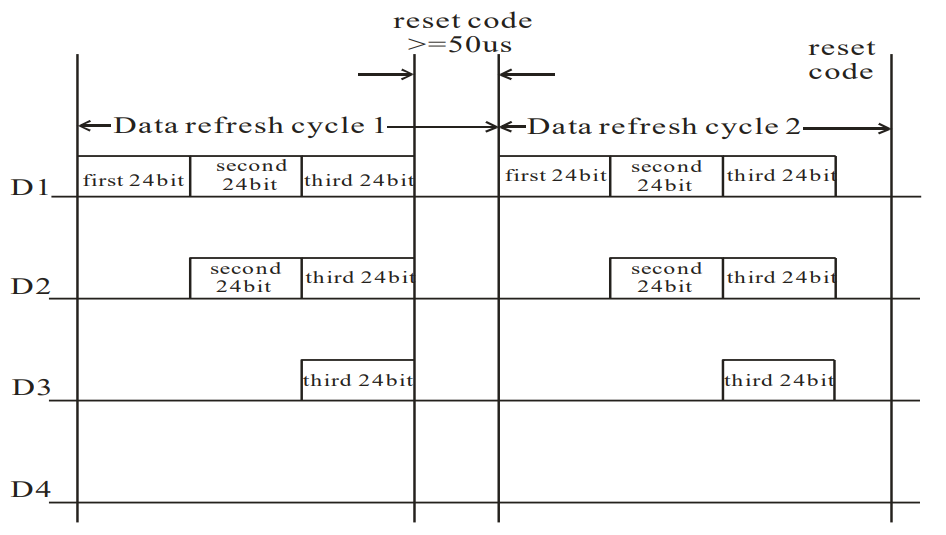 reset code
>=50us
reset
code
Data refresh cycle 1
Data refresh cycle 2
D1
first 24bit
second
24bit
third 24bit
first 24bit
second
24bit
third 24bit
D2
second
24bit
third 24bit
second
24bit
third 24bit
D3
third 24bit
third 24bit
D4